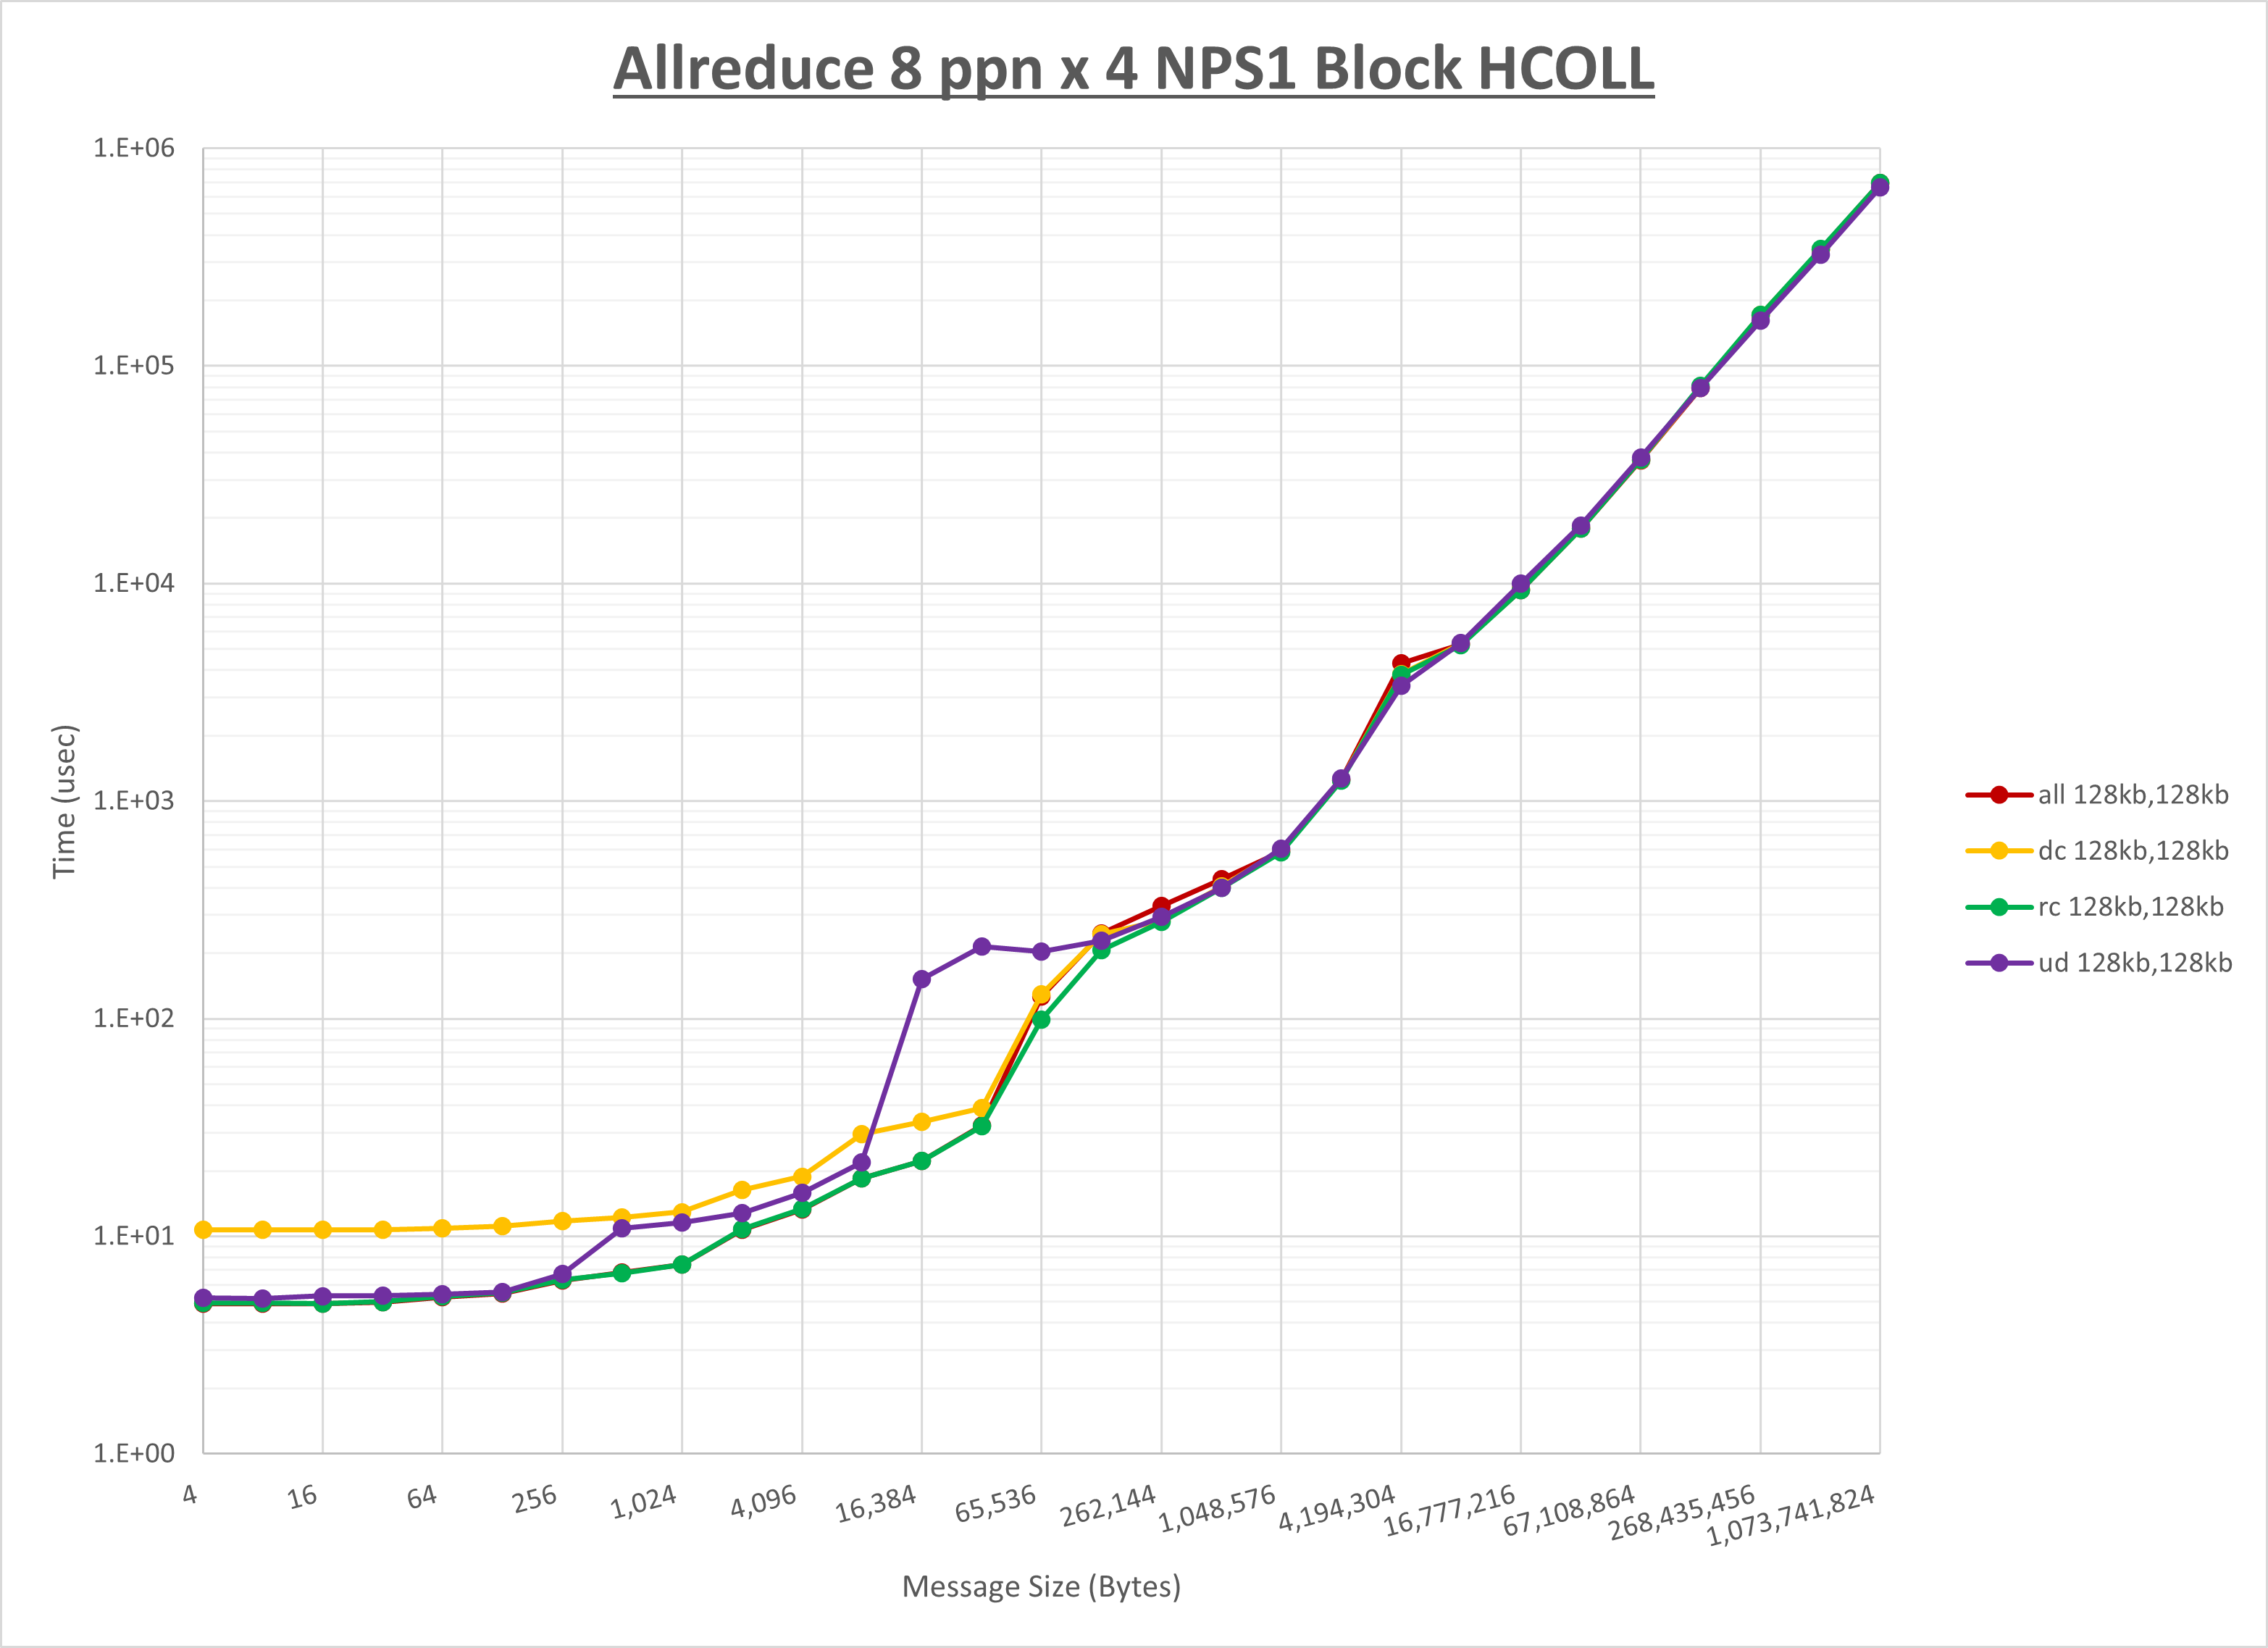 Allreduce 8 ppn x 4 NPS1 Block HCOLL
1.E+06
1.E+05
1.E+04
1.E+03
1.E+02
1.E+01
1.E+00
Time (usec)
4
16
64
256
1,024
4,096
16,384
65,536
262,144
1,048,576
4,194,304
16,777,216
67,108,864
268,435,456
1,073,741,824
Message Size (Bytes)
all 128kb,128kb
dc 128kb,128kb
rc 128kb,128kb
ud 128kb,128kb